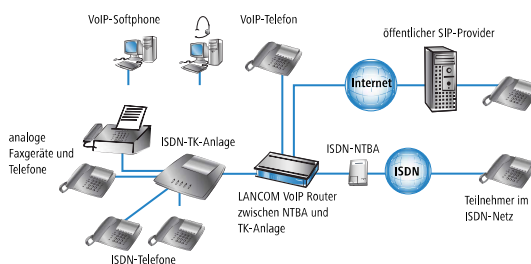 VoIP-Softphone
VoIP-Telefon
öffentlicher SIP-Provider
Internet
analoge
Faxgeräte und
Telefone
ISDN-TK-Anlage
ISDN-NTBA
ISDN
LANCOM VoIP Router
zwischen NTBA und
TK-Anlage
Teilnehmer im
ISDN-Netz
ISDN-Telefone